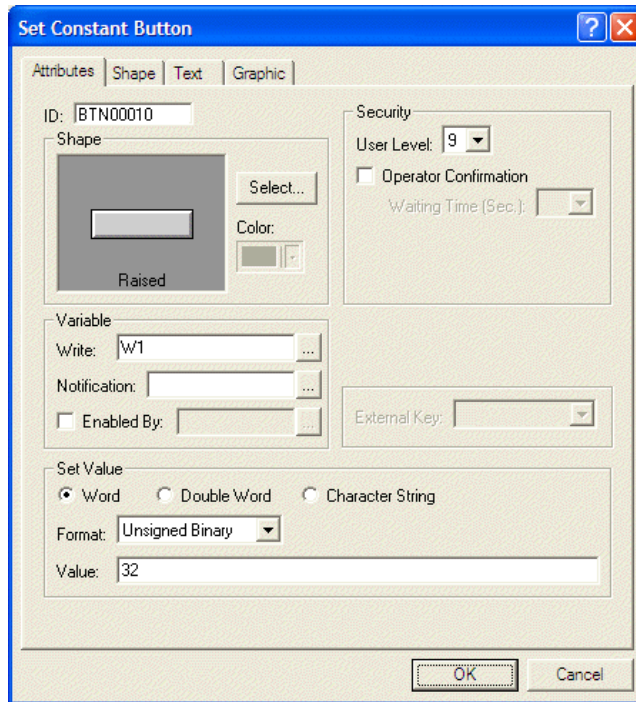 Set Constant Button
Attributes Shape Text Graphic
ID: BTN00010
Shape
Select...
Color:
Raised
Security
User Level: 9
Operator Confirmation
Waiting Time (Sec.):
Variable
Write: W1 ...
Notification: ...
Enabled By: ...
External Key:
Set Value
Word Double Word Character String
Format: Unsigned Binary
Value: 32
OK Cancel